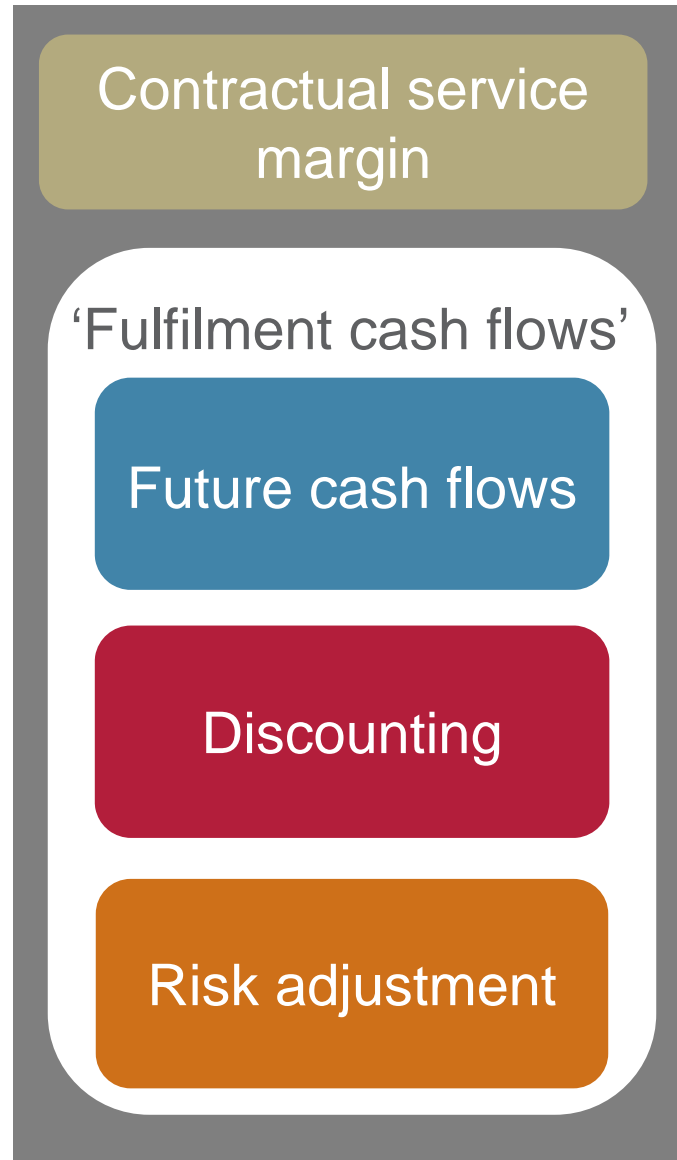 Contractual service
margin
‘Fulfilment cash flows’
Future cash flows
Discounting
Risk adjustment